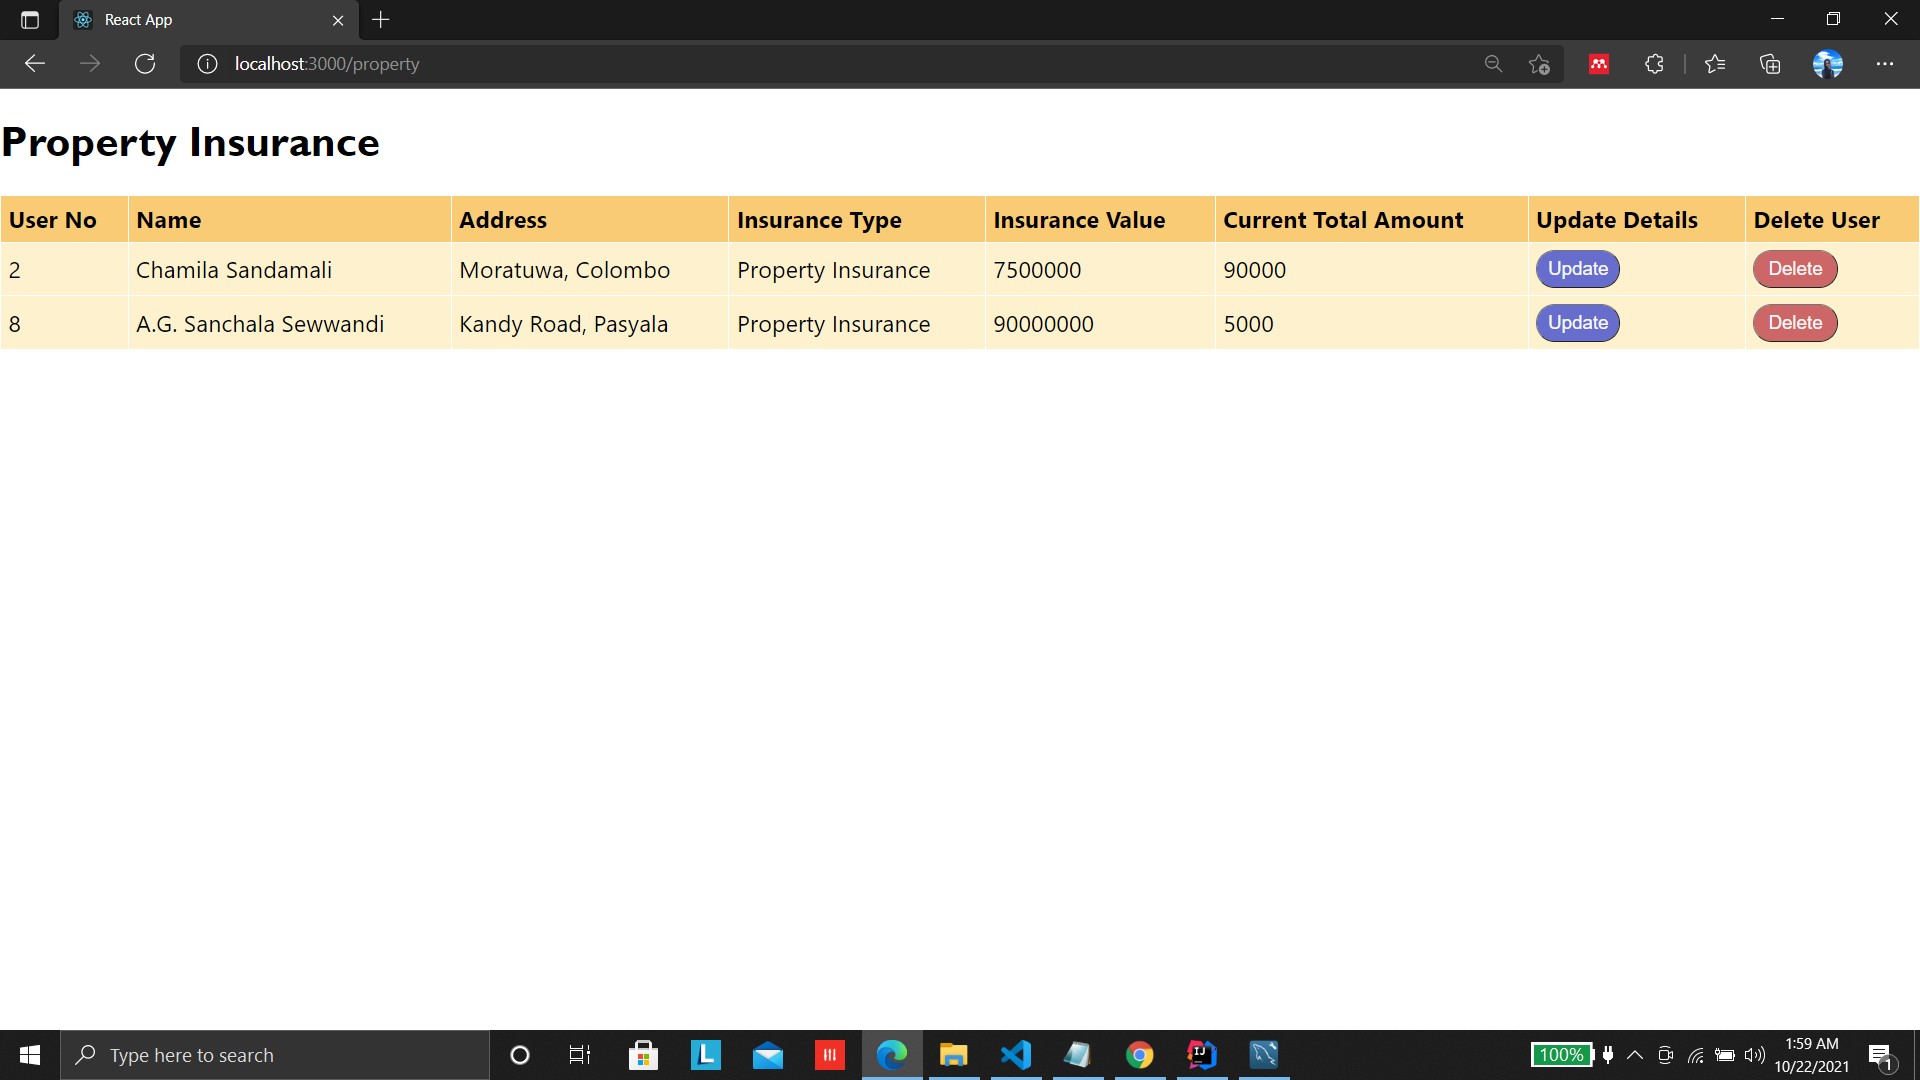 React App
localhost:3000/property
Property Insurance
User No Name Address Insurance Type Insurance Value Current Total Amount Update Details Delete User
2 Chamila Sandamali Moratuwa, Colombo Property Insurance 7500000 90000 Update Delete
8 A.G. Sanchala Sewwandi Kandy Road, Pasyala Property Insurance 90000000 5000 Update Delete
Type here to search L IJ 100% 1:59 AM
10/22/2021 1